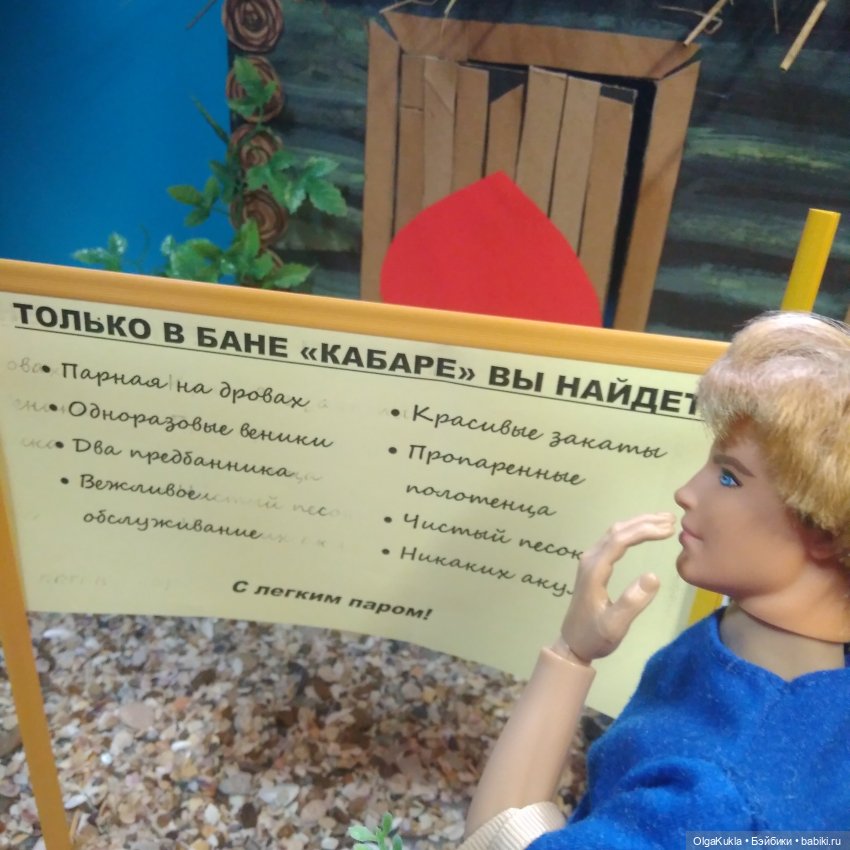 ТОЛЬКО В БАНЕ «КАБАРЕ» ВЫ НАЙДЕТ
• Парная на дровах
• Одноразовые веники
• Два предбанника
• Вежливое
обслуживание
• Красивые закаты
• Пропаренные
полотенца
• Чистый песок
• Никаких аку
С легким паром!
OlgaKukla • Бэйбики • babiki.ru